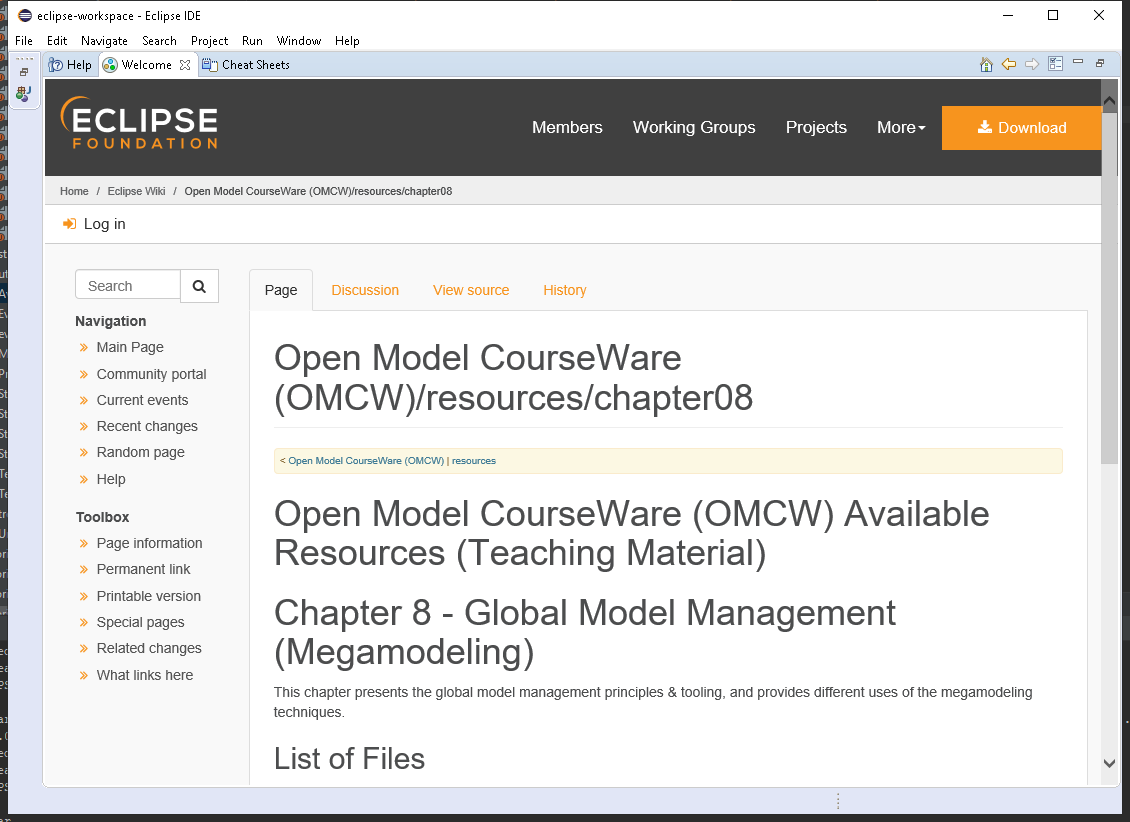 eclipse-workspace - Eclipse IDE
File Edit Navigate Search Project Run Window Help
Help Welcome Cheat Sheets
ECLIPSE
FOUNDATION
Members Working Groups Projects More Download
Home / Eclipse Wiki / Open Model CourseWare (OMCW)/resources/chapter08
Log in
Search
Navigation
Main Page
Community portal
Current events
Recent changes
Random page
Help
Toolbox
Page information
Permanent link
Printable version
Special pages
Related changes
What links here
Page Discussion View source History
Open Model CourseWare
(OMCW)/resources/chapter08
< Open Model CourseWare (OMCW) | resources
Open Model CourseWare (OMCW) Available
Resources (Teaching Material)
Chapter 8 - Global Model Management
(Megamodeling)
This chapter presents the global model management principles & tooling, and provides different uses of the megamodeling
techniques.
List of Files